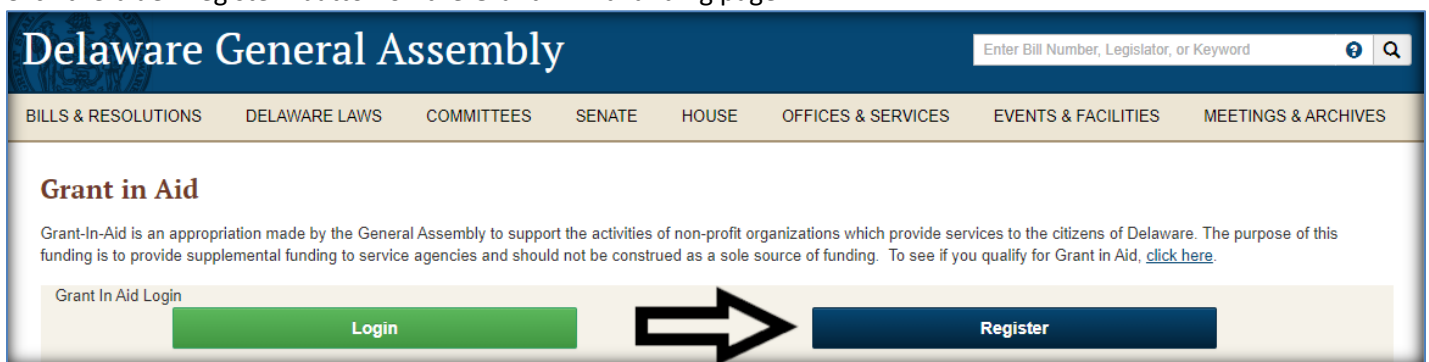 Delaware General Assembly
Enter Bill Number, Legislator, or Keyword
BILLS & RESOLUTIONS DELAWARE LAWS COMMITTEES SENATE HOUSE OFFICES & SERVICES EVENTS & FACILITIES MEETINGS & ARCHIVES
Grant in Aid
Grant-In-Aid is an appropriation made by the General Assembly to support the activities of non-profit organizations which provide services to the citizens of Delaware. The purpose of this
funding is to provide supplemental funding to service agencies and should not be construed as a sole source of funding. To see if you qualify for Grant in Aid, click here.
Grant In Aid Login
Login
Register